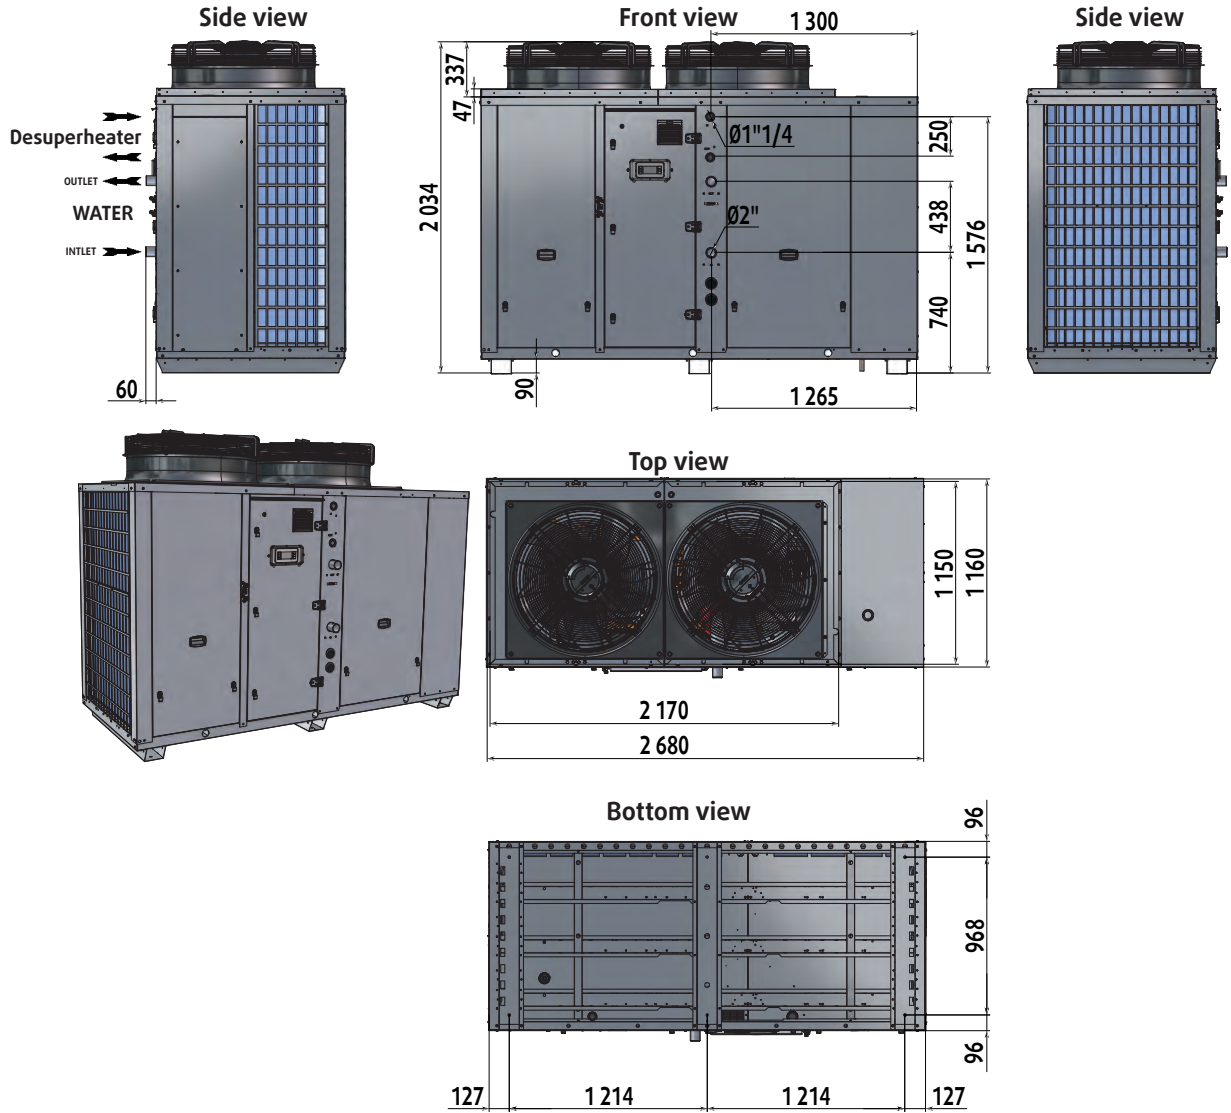 Side view
Front view
Side view
1 300
337
47
Desuperheater
OUTLET
WATER
INTLET
2 034
Ø1"1/4
Ø2"
250
438
1 576
740
60
90
1 265
Top view
1 150
1 160
2 170
2 680
Bottom view
96
968
96
127
1 214
1 214
127